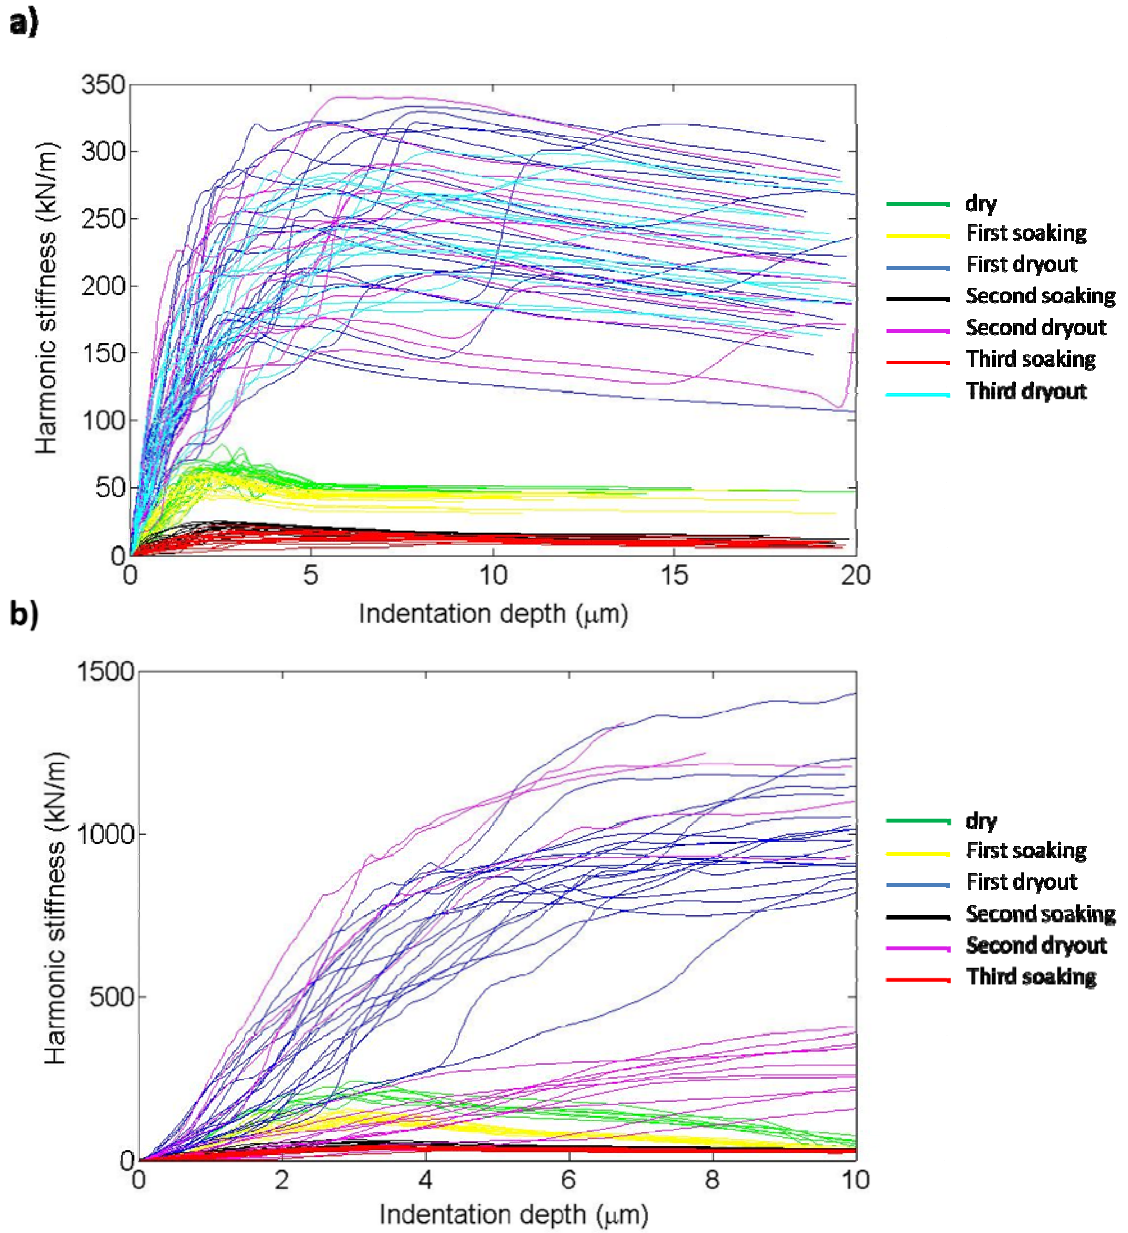 a)
350
300
250
200
150
100
50
0
0 5 10 15 20
Harmonic stiffness (kN/m)
Indentation depth (μm)
dry
First soaking
First dryout
Second soaking
Second dryout
Third soaking
Third dryout
b)
1500
1000
500
0
0 2 4 6 8 10
Harmonic stiffness (kN/m)
Indentation depth (μm)
dry
First soaking
First dryout
Second soaking
Second dryout
Third soaking